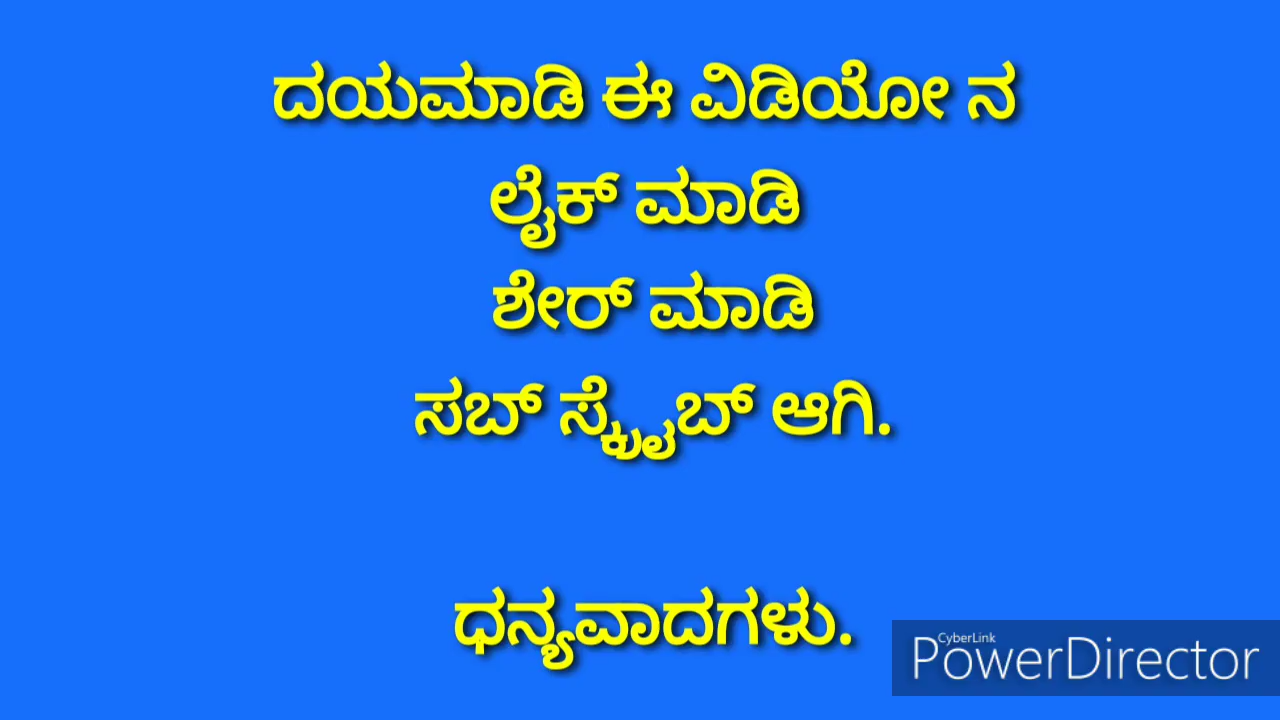 ದಯಮಾಡಿ ಈ ವಿಡಿಯೋ ನ
ಲೈಕ್ ಮಾಡಿ
ಶೇರ್ ಮಾಡಿ
ಸಬ್ ಸ್ಕ್ರೈಬ್ ಆಗಿ.
ಧನ್ಯವಾದಗಳು.
CyberLink
PowerDirector